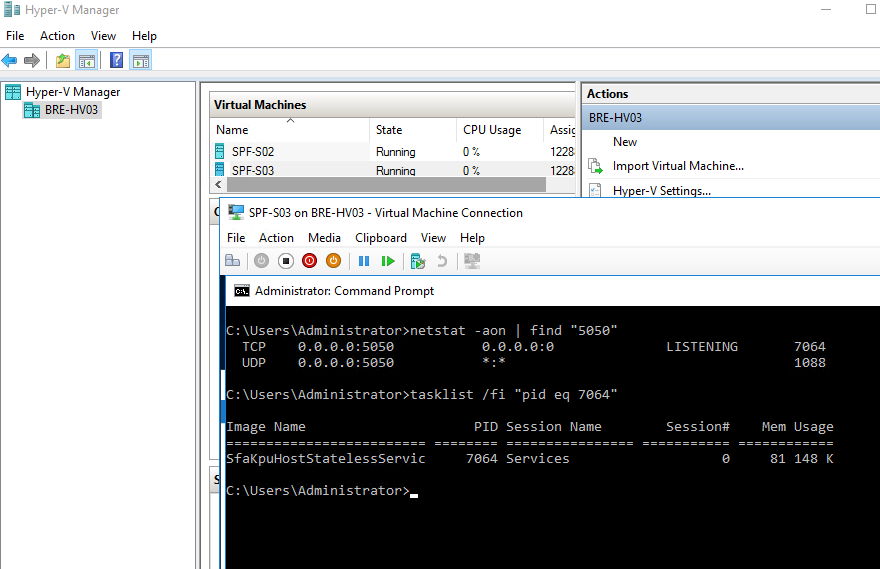 Hyper-V Manager
File Action View Help
Hyper-V Manager
BRE-HV03
Virtual Machines
Name State CPU Usage Assig
SPF-S02 Running 0 % 1228
SPF-S03 Running 0 % 1228
Actions
BRE-HV03
New
Import Virtual Machine...
Hyper-V Settings...
SPF-S03 on BRE-HV03 - Virtual Machine Connection
File Action Media Clipboard View Help
Administrator: Command Prompt
C:\Users\Administrator>netstat -aon | find "5050"
TCP 0.0.0.0:5050 0.0.0.0:0 LISTENING 7064
UDP 0.0.0.0:5050 *:* 1088
C:\Users\Administrator>tasklist /fi "pid eq 7064"
Image Name PID Session Name Session# Mem Usage
========================= ======== ================ =========== ============
SfaKpuHostStatelessServic 7064 Services 0 81 148 K
C:\Users\Administrator>